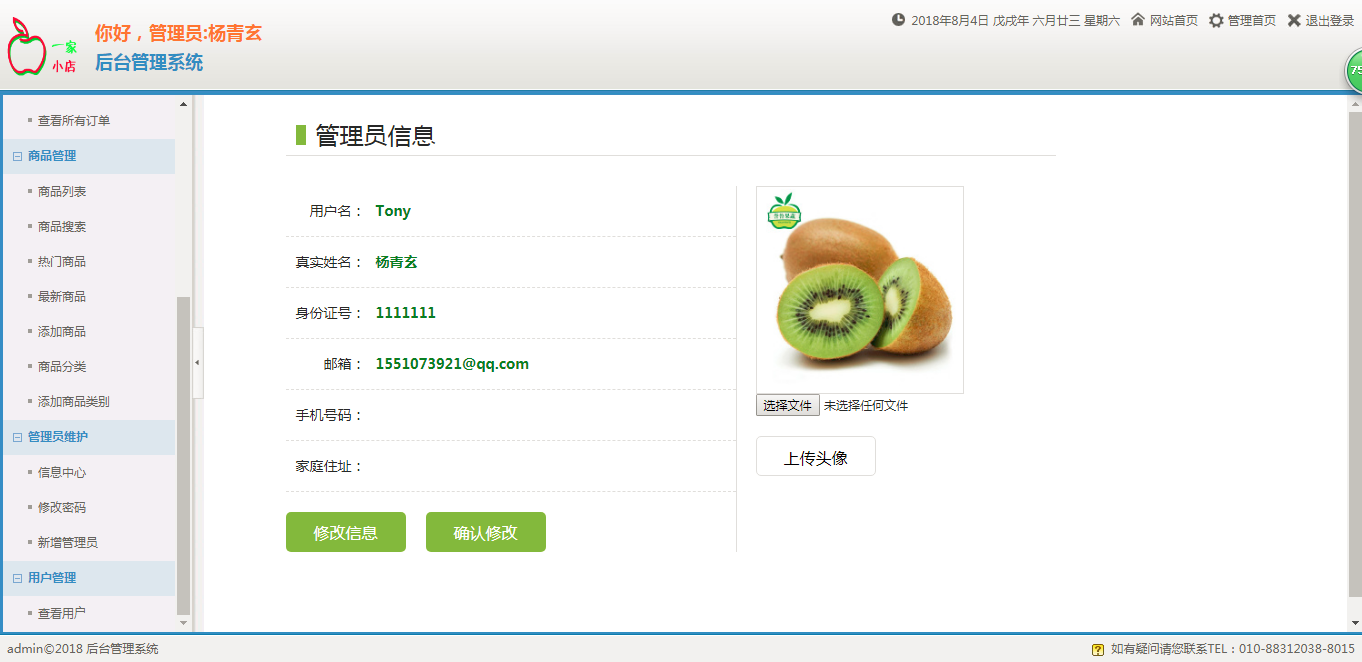 一家
小店
你好，管理员:杨青玄
后台管理系统
2018年8月4日 戊戌年 六月廿三 星期六 网站首页 管理首页 退出登录
75
查看所有订单
商品管理
商品列表
商品搜索
热门商品
最新商品
添加商品
商品分类
添加商品类别
管理员维护
信息中心
修改密码
新增管理员
用户管理
查看用户
管理员信息
用户名： Tony
真实姓名： 杨青玄
身份证号： 1111111
邮箱： 1551073921@qq.com
手机号码：
家庭住址：
修改信息 确认修改
选择文件 未选择任何文件
上传头像
admin©2018 后台管理系统
如有疑问请您联系TEL：010-88312038-8015